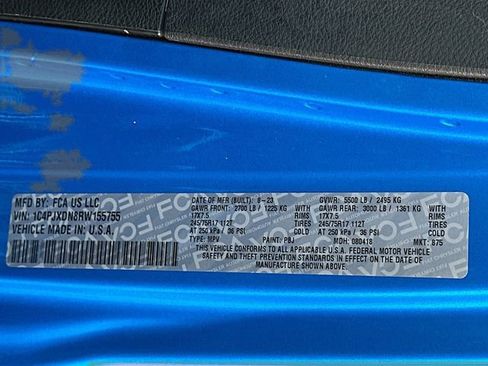 MFD BY: FCA US LLC
VIN: 1C4PJXDN8RW155755
VEHICLE MADE IN: U.S.A.
DATE OF MFR (BUILT): 8-23 GVWR: 5500 LB / 2495 KG
GAWR FRONT: 2700 LB / 1225 KG GAWR REAR: 3000 LB / 1361 KG
17X7.5 RIMS 17X7.5 RIMS
245/75R17 112T TIRES 245/75R17 112T TIRES
AT 250 kPa / 36 PSI COLD AT 250 kPa / 36 PSI COLD
TYPE: MPV PAINT: PBJ MDH: 080418 MKT: 875
THIS VEHICLE CONFORMS TO ALL APPLICABLE U.S.A. FEDERAL MOTOR VEHICLE
SAFETY AND THEFT PREVENTION STANDARDS IN EFFECT ON THE DATE OF
MANUFACTURE SHOWN ABOVE.